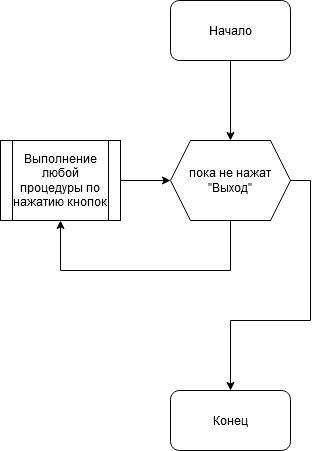 Начало
Выполнение
любой
процедуры по
нажатию кнопок
пока не нажат
"Выход"
Конец